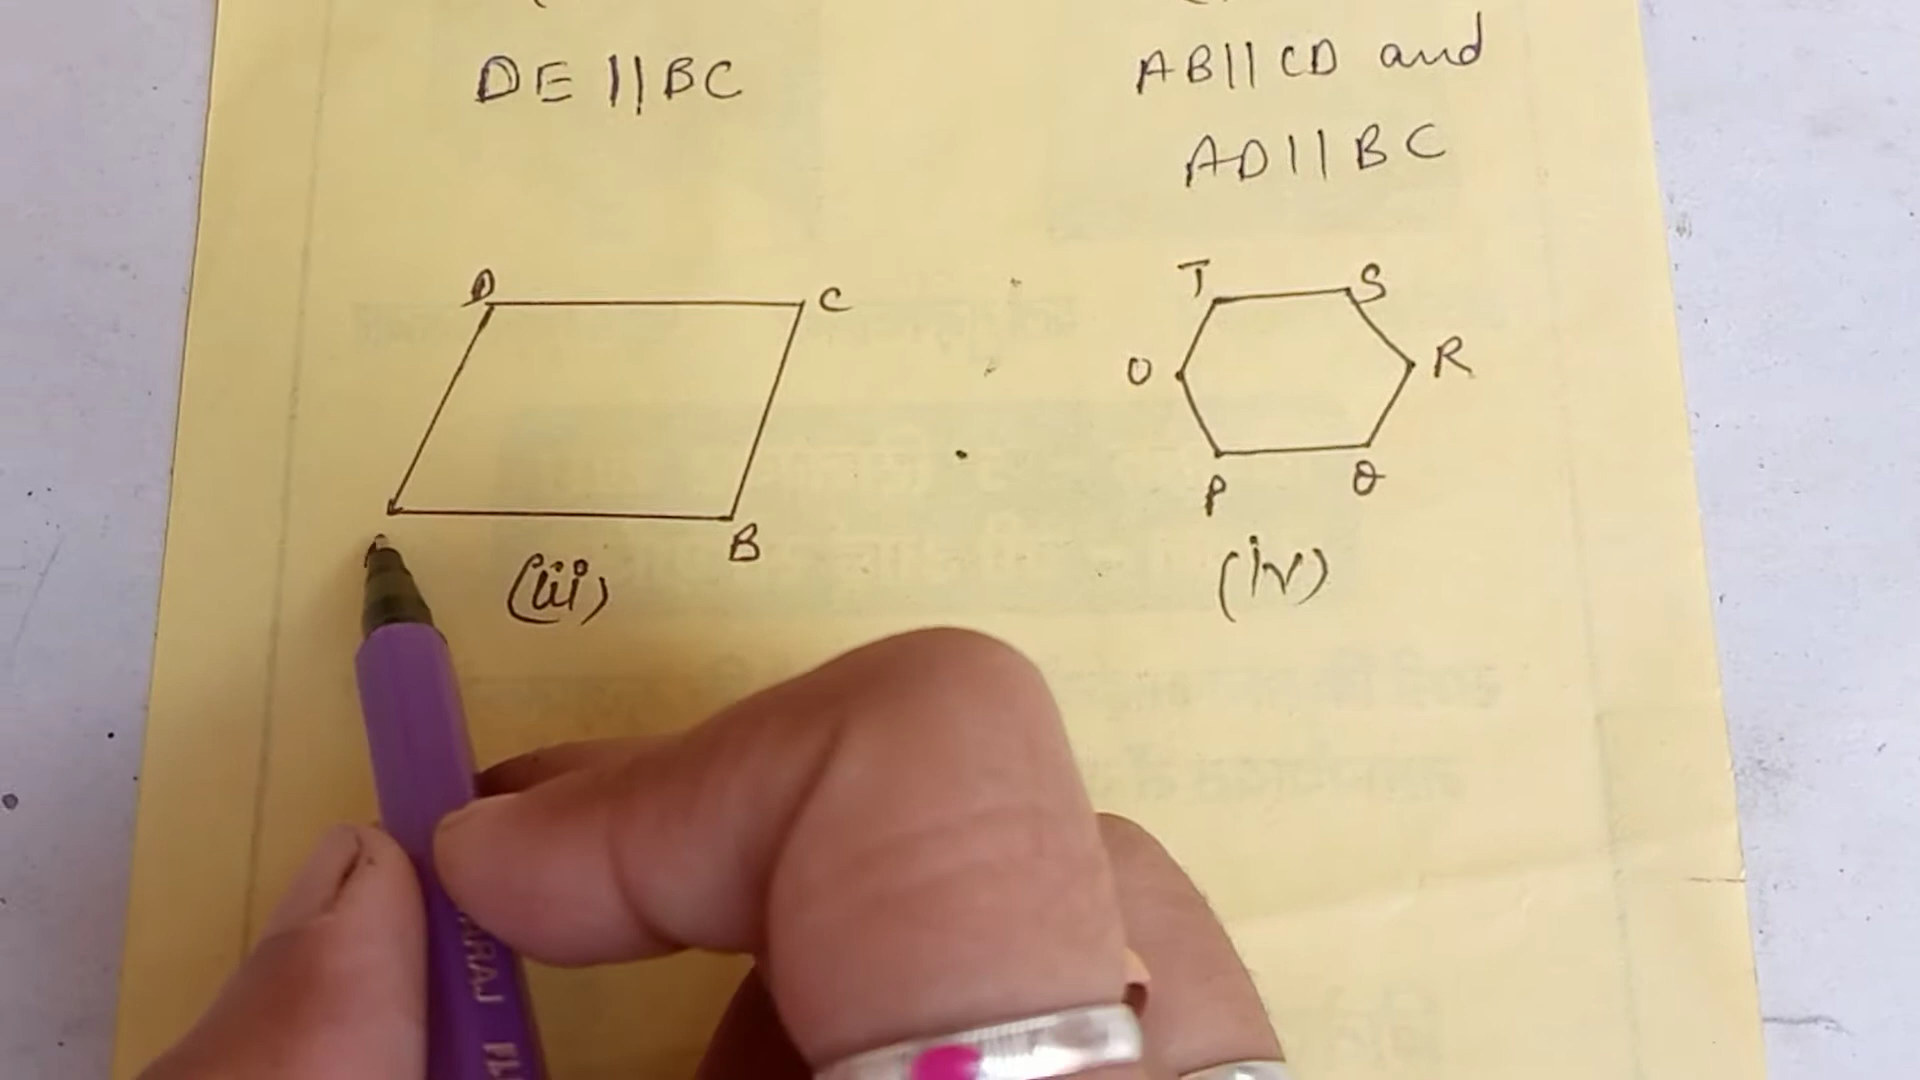 DE || BC
AB || CD and
AD || BC
D
C
B
(iii)
T
S
O
R
P
Q
(iv)